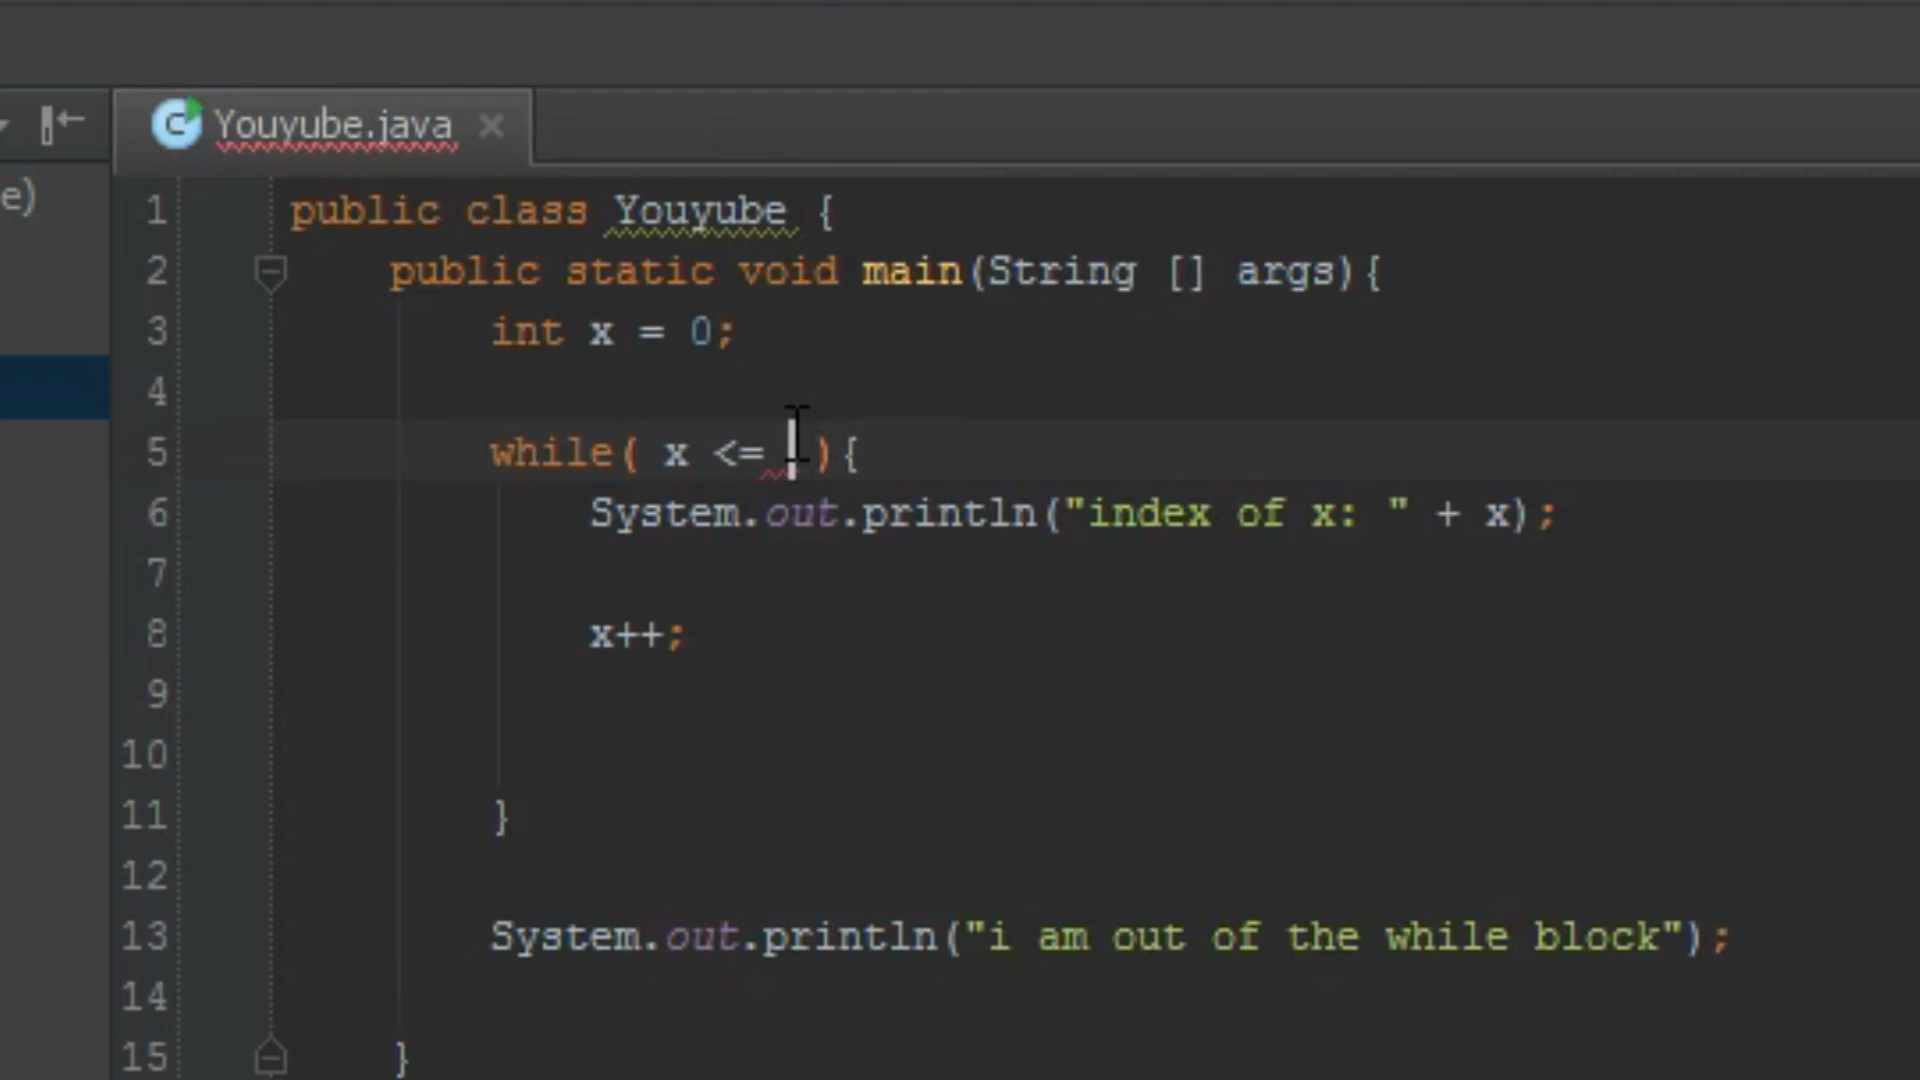 Youyube.java
e)
1 public class Youyube {
2 public static void main(String [] args){
3 int x = 0;
4
5 while( x <= ){
6 System.out.println("index of x: " + x);
7
8 x++;
9
10
11 }
12
13 System.out.println("i am out of the while block");
14
15 }